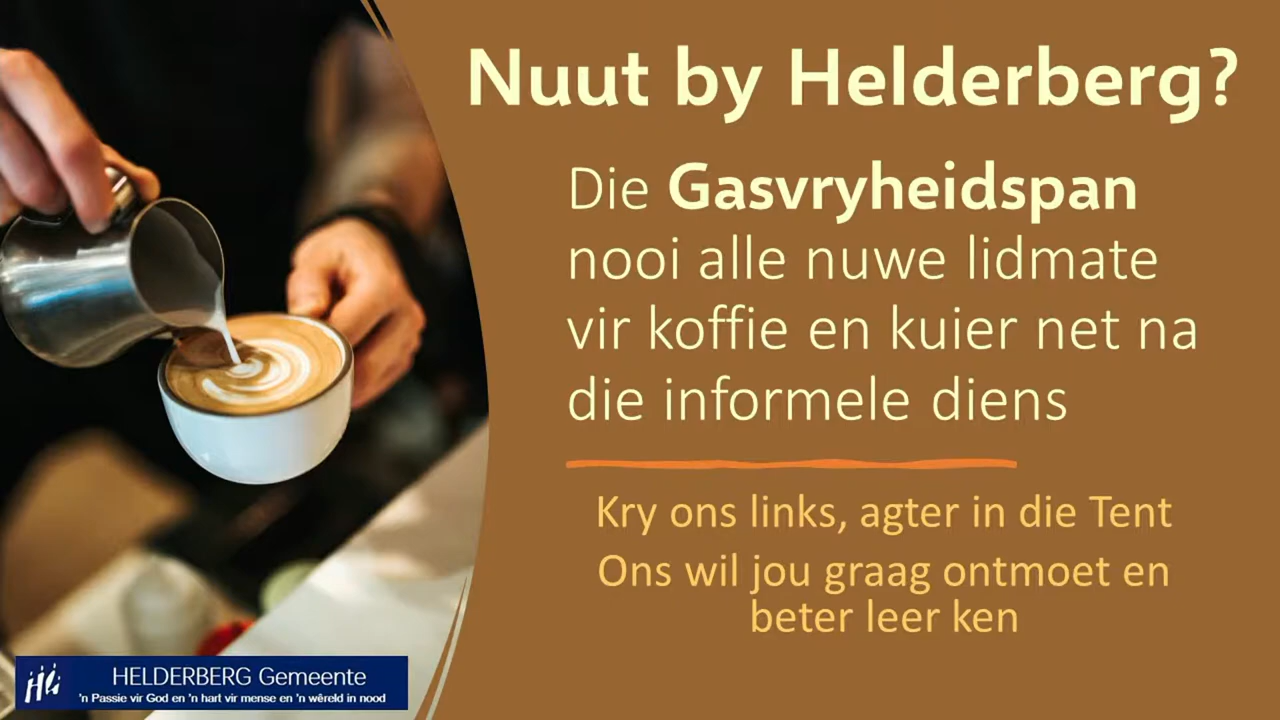 Nuut by Helderberg?
Die Gasvryheidspan
nooi alle nuwe lidmate
vir koffie en kuier net na
die informele diens
Kry ons links, agter in die Tent
Ons wil jou graag ontmoet en
beter leer ken
HELDERBERG Gemeente
'n Passie vir God en 'n hart vir mense en 'n wêreld in nood